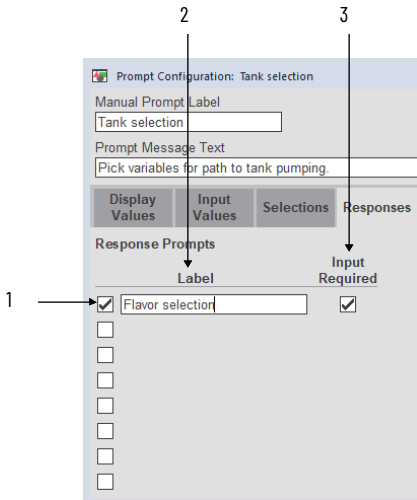 2
3
Prompt Configuration: Tank selection
Manual Prompt Label
Tank selection
Prompt Message Text
Pick variables for path to tank pumping.
Display Values
Input Values
Selections
Responses
Response Prompts
Label
Input Required
1
Flavor selection